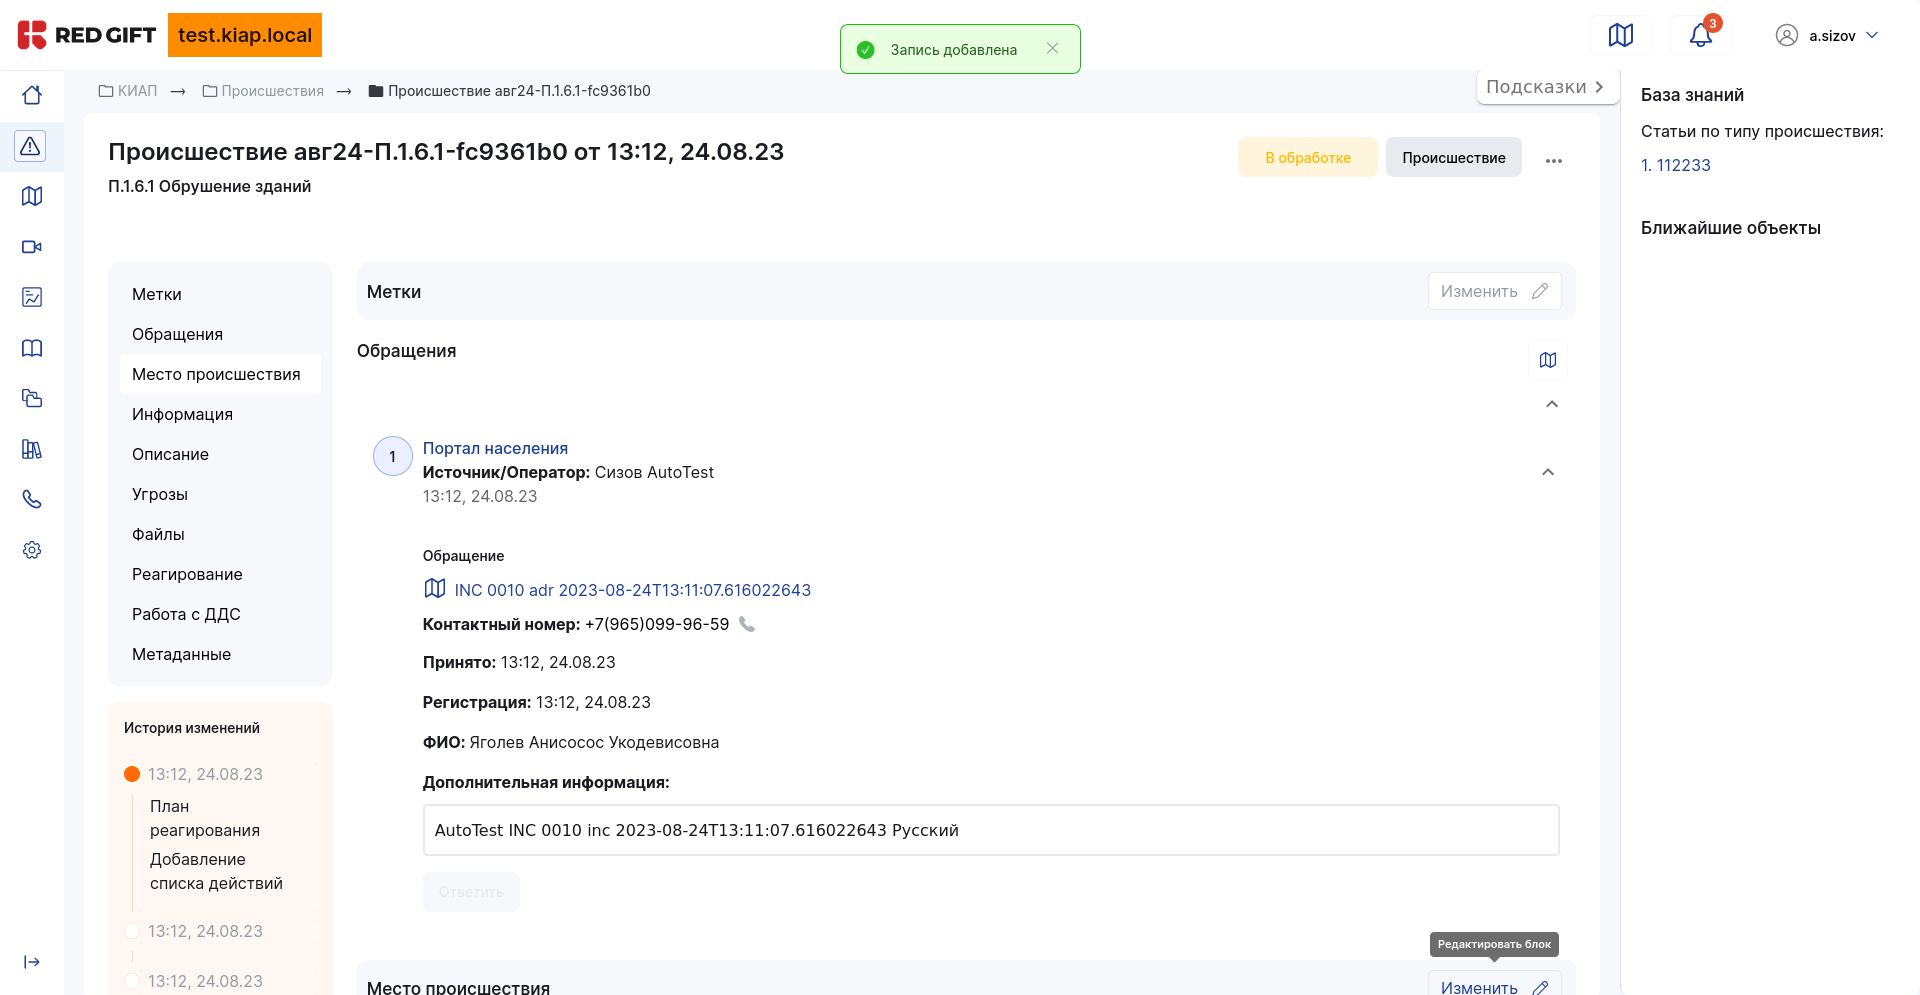 RED GIFT
test.kiap.local
Запись добавлена
3
a.sizov
КИАП → Происшествия → Происшествие авг24-П.1.6.1-fc9361b0
Подсказки
Происшествие авг24-П.1.6.1-fc9361b0 от 13:12, 24.08.23
П.1.6.1 Обрушение зданий
В обработке
Происшествие
...
Метки
Обращения
Место происшествия
Информация
Описание
Угрозы
Файлы
Реагирование
Работа с ДДС
Метаданные
История изменений
13:12, 24.08.23
План
реагирования
Добавление
списка действий
13:12, 24.08.23
13:12, 24.08.23
Метки
Изменить
Обращения
1
Портал населения
Источник/Оператор: Сизов AutoTest
13:12, 24.08.23
Обращение
INC 0010 adr 2023-08-24T13:11:07.616022643
Контактный номер: +7(965)099-96-59
Принято: 13:12, 24.08.23
Регистрация: 13:12, 24.08.23
ФИО: Яголев Анисосос Укодевисовна
Дополнительная информация:
AutoTest INC 0010 inc 2023-08-24T13:11:07.616022643 Русский
Ответить
Редактировать блок
Место происшествия
Изменить
База знаний
Статьи по типу происшествия:
1. 112233
Ближайшие объекты